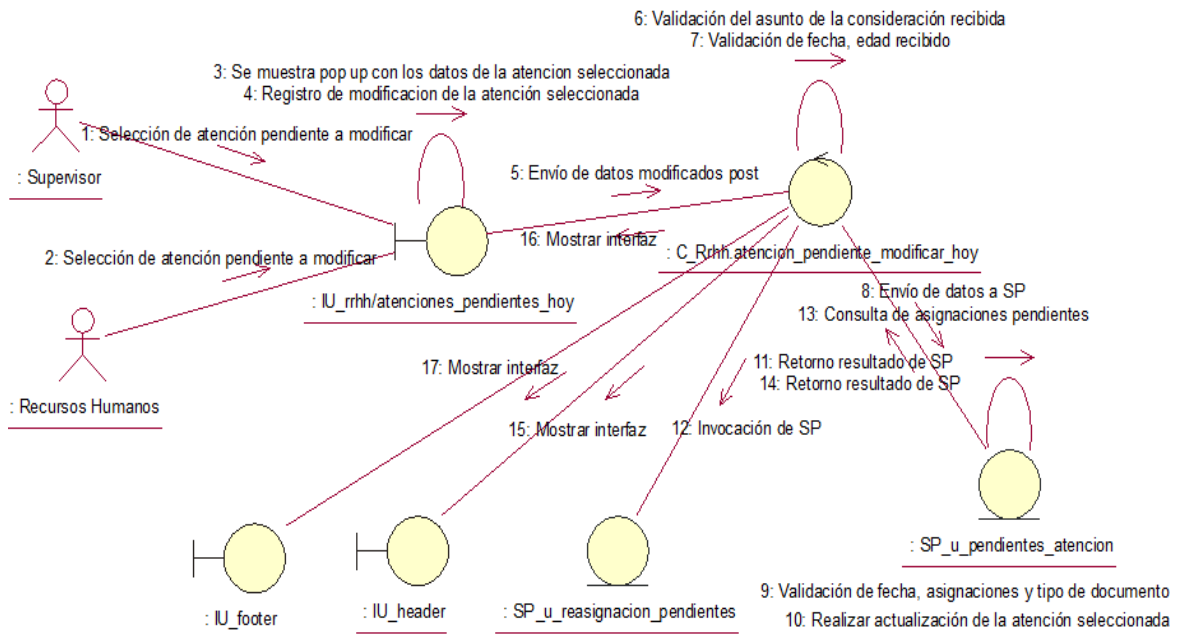 6: Validación del asunto de la consideración recibida
7: Validación de fecha, edad recibido
3: Se muestra pop up con los datos de la atencion seleccionada
4: Registro de modificacion de la atención seleccionada
1: Selección de atención pendiente a modificar
: Supervisor
5: Envío de datos modificados post
16: Mostrar interfaz
: C_Rrhh.atencion_pendiente_modificar_hoy
2: Selección de atención pendiente a modificar
: IU_rrhh/atenciones_pendientes_hoy
8: Envío de datos a SP
13: Consulta de asignaciones pendientes
17: Mostrar interfaz
11: Retorno resultado de SP
14: Retorno resultado de SP
: Recursos Humanos
15: Mostrar interfaz
12: Invocación de SP
: SP_u_pendientes_atencion
9: Validación de fecha, asignaciones y tipo de documento
10: Realizar actualización de la atención seleccionada
: IU_footer
: IU_header
: SP_u_reasignacion_pendientes